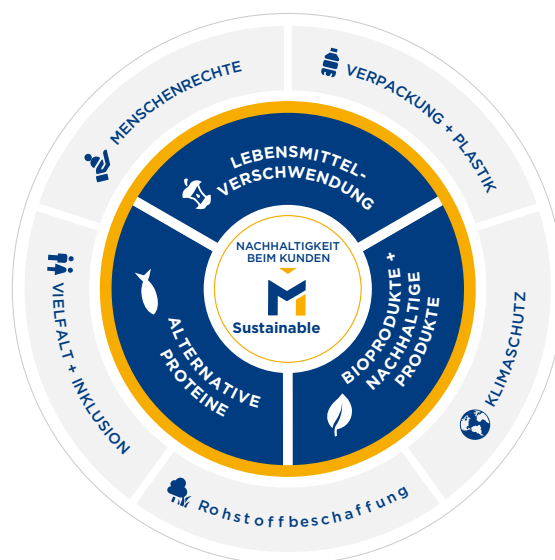 MENSCHENRECHTE
VERPACKUNG + PLASTIK
LEBENSMITTEL-
VERSCHWENDUNG
NACHHALTIGKEIT
BEIM KUNDEN
M
Sustainable
BIOPRODUKTE +
NACHHALTIGE
PRODUKTE
ALTERNATIVE
PROTEINE
VIELFALT + INKLUSION
KLIMASCHUTZ
Rohstoffbeschaffung